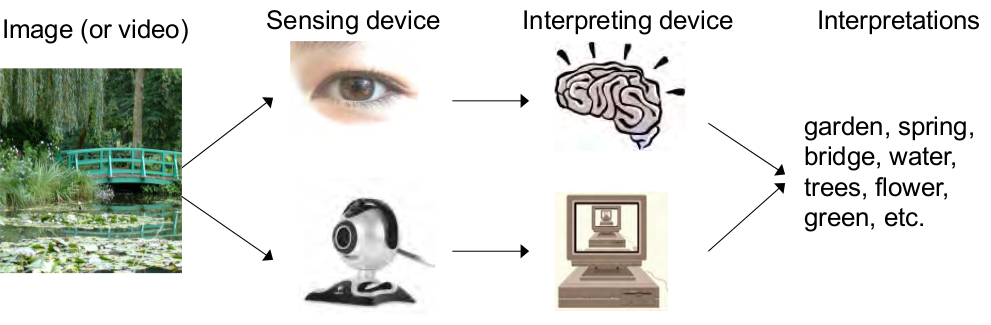 Image (or video)
Sensing device
Interpreting device
Interpretations
garden, spring,
bridge, water,
trees, flower,
green, etc.